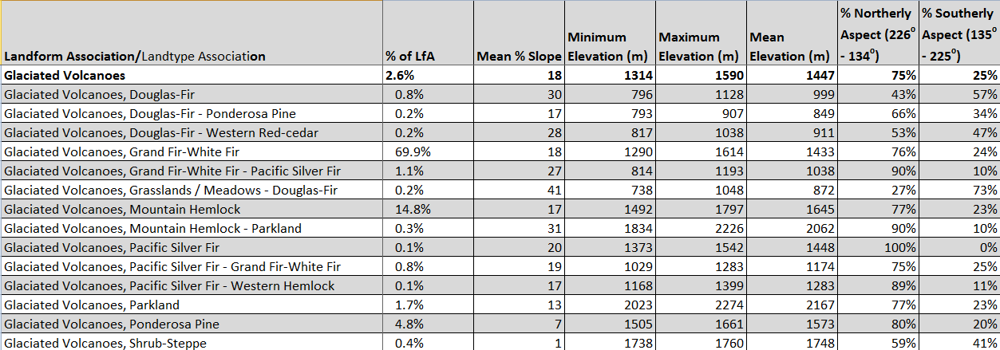 Landform Association/Landtype Association % of LfA Mean % Slope Minimum Elevation (m) Maximum Elevation (m) Mean Elevation (m) % Northerly Aspect (226° - 134°) % Southerly Aspect (135° - 225°)
Glaciated Volcanoes 2.6% 18 1314 1590 1447 75% 25%
Glaciated Volcanoes, Douglas-Fir 0.8% 30 796 1128 999 43% 57%
Glaciated Volcanoes, Douglas-Fir - Ponderosa Pine 0.2% 17 793 907 849 66% 34%
Glaciated Volcanoes, Douglas-Fir - Western Red-cedar 0.2% 28 817 1038 911 53% 47%
Glaciated Volcanoes, Grand Fir-White Fir 69.9% 18 1290 1614 1433 76% 24%
Glaciated Volcanoes, Grand Fir-White Fir - Pacific Silver Fir 1.1% 27 814 1193 1038 90% 10%
Glaciated Volcanoes, Grasslands / Meadows - Douglas-Fir 0.2% 41 738 1048 872 27% 73%
Glaciated Volcanoes, Mountain Hemlock 14.8% 17 1492 1797 1645 77% 23%
Glaciated Volcanoes, Mountain Hemlock - Parkland 0.3% 31 1834 2226 2062 90% 10%
Glaciated Volcanoes, Pacific Silver Fir 0.1% 20 1373 1542 1448 100% 0%
Glaciated Volcanoes, Pacific Silver Fir - Grand Fir-White Fir 0.8% 19 1029 1283 1174 75% 25%
Glaciated Volcanoes, Pacific Silver Fir - Western Hemlock 0.1% 17 1168 1399 1283 89% 11%
Glaciated Volcanoes, Parkland 1.7% 13 2023 2274 2167 77% 23%
Glaciated Volcanoes, Ponderosa Pine 4.8% 7 1505 1661 1573 80% 20%
Glaciated Volcanoes, Shrub-Steppe 0.4% 1 1738 1760 1748 59% 41%